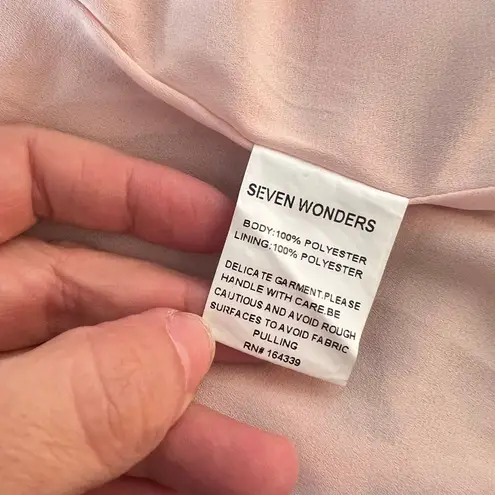 SEVEN WONDERS
BODY:100% POLYESTER
LINING:100% POLYESTER
DELICATE GARMENT.PLEASE
HANDLE WITH CARE.BE
CAUTIOUS AND AVOID ROUGH
SURFACES TO AVOID FABRIC
PULLING
RN# 164339